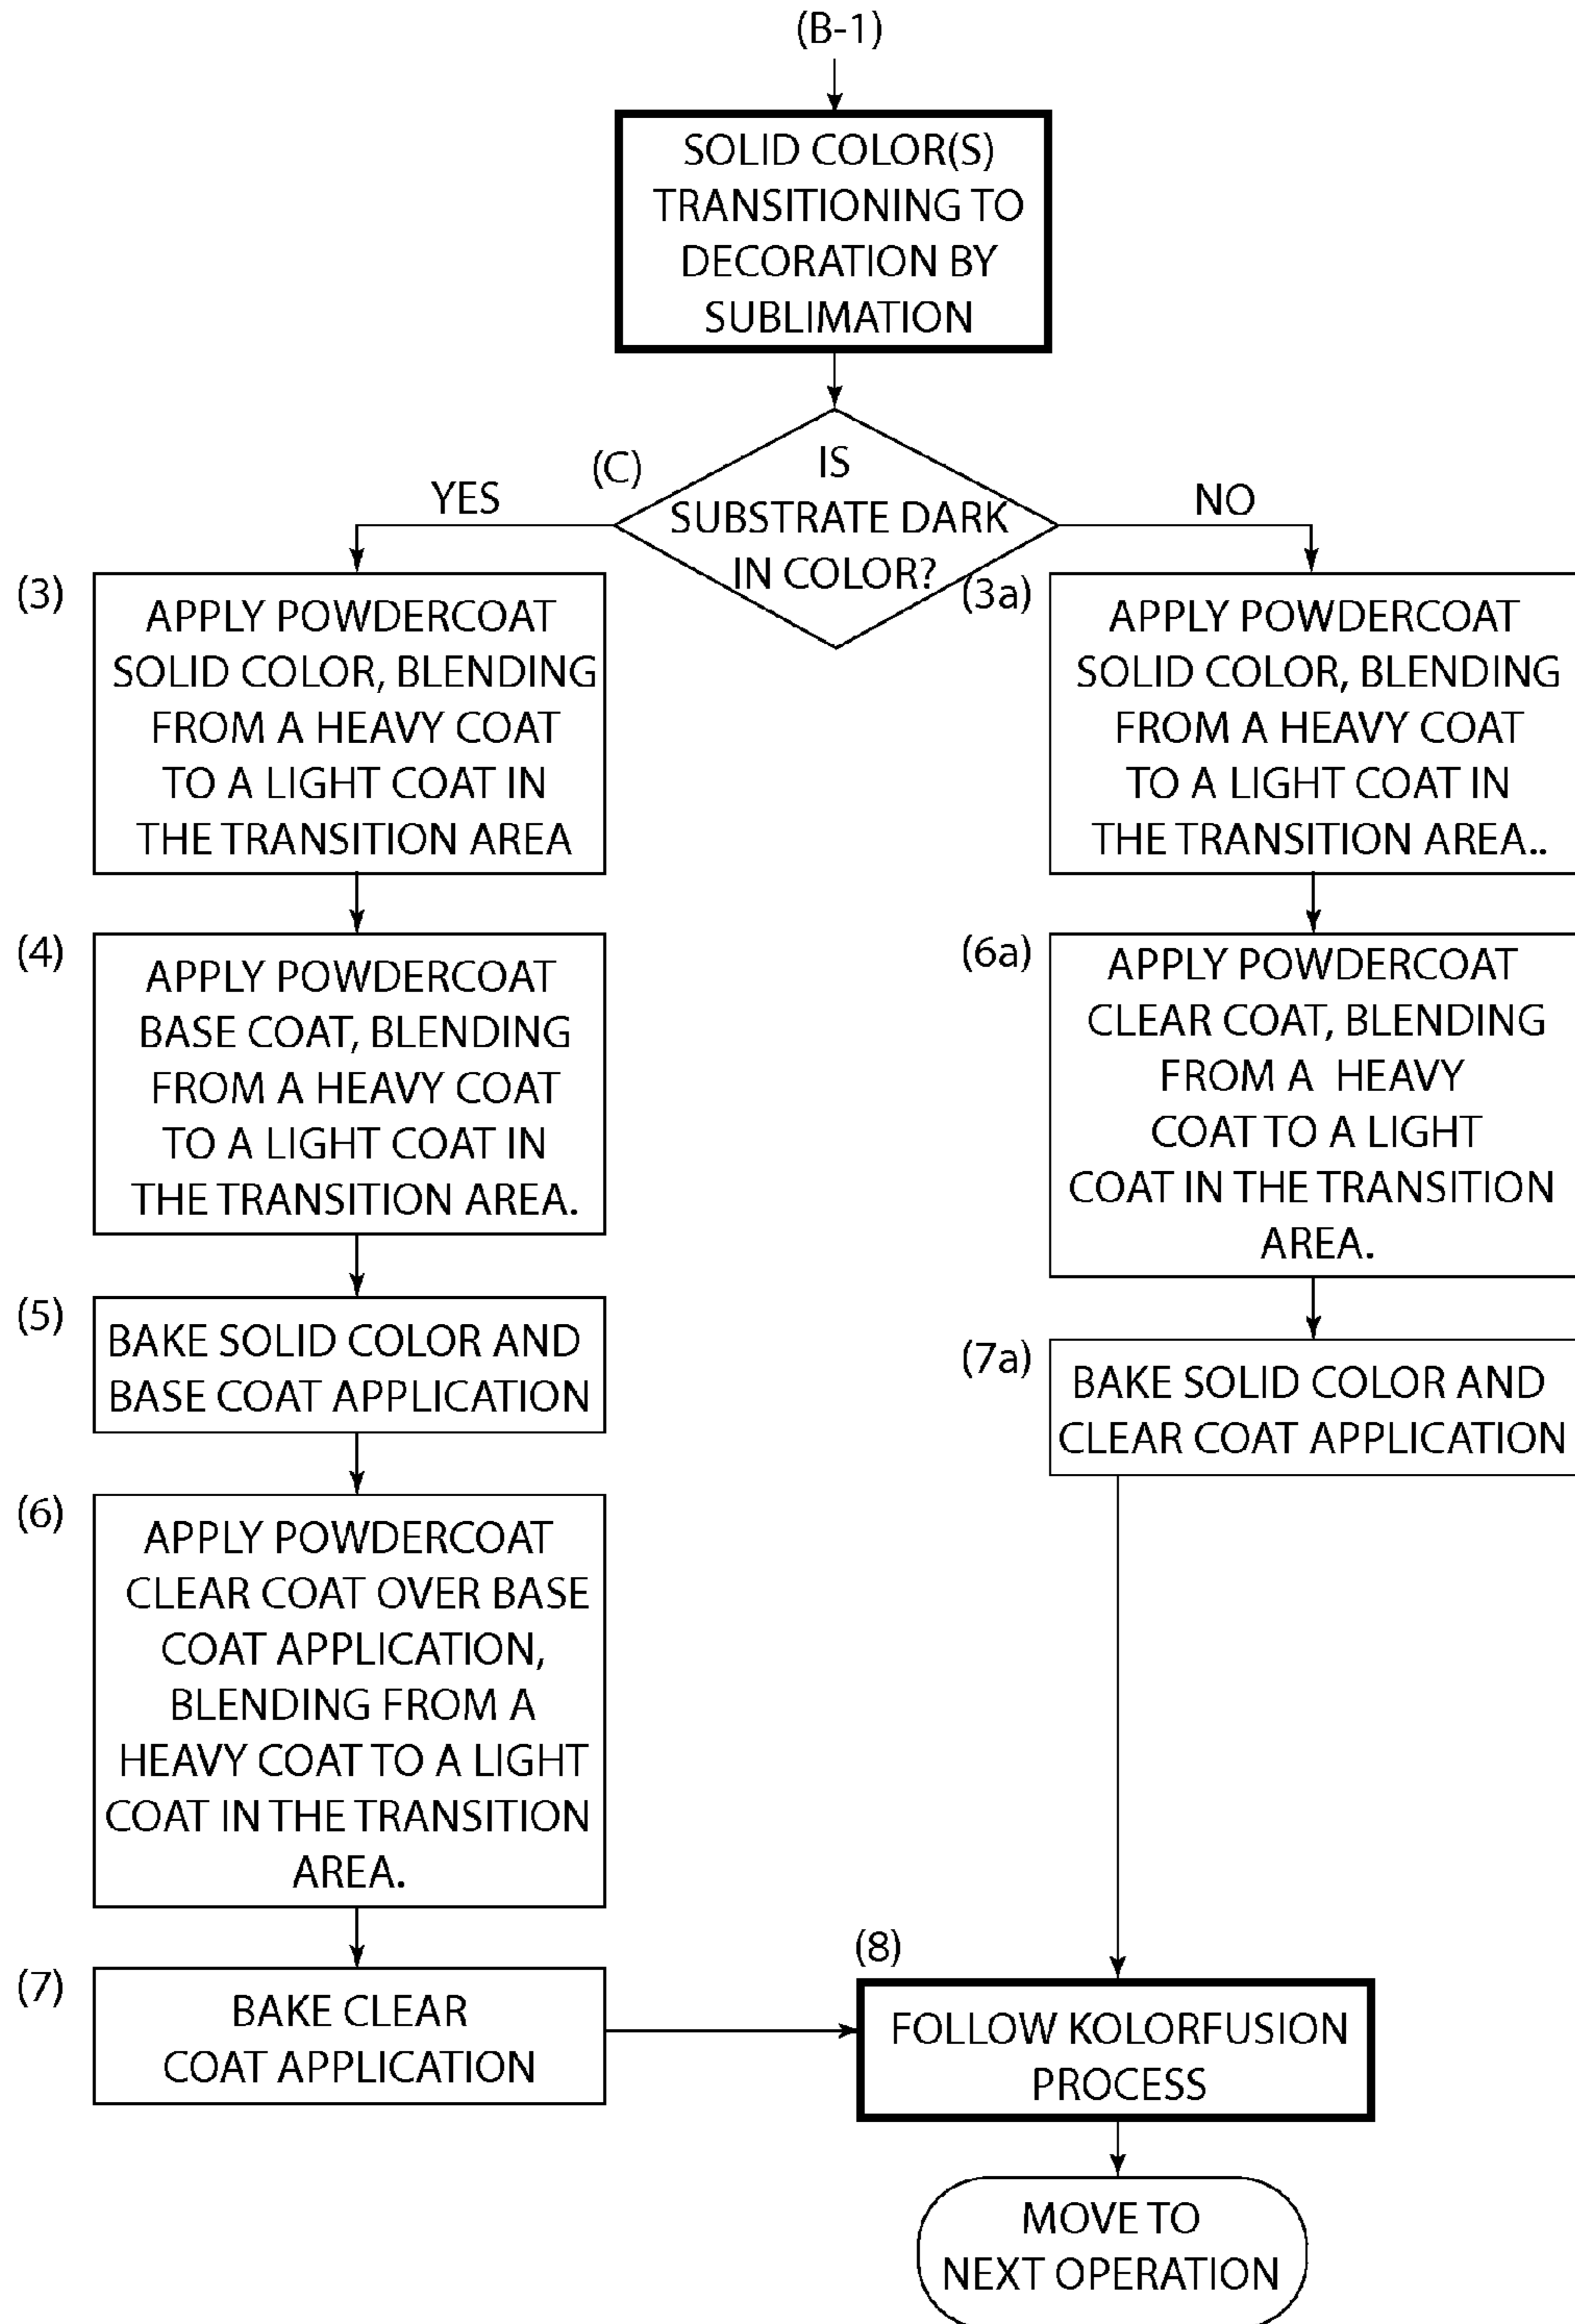 (B-1)
SOLID COLOR(S)
TRANSITIONING TO
DECORATION BY
SUBLIMATION
(C)
IS
SUBSTRATE DARK
IN COLOR?
YES
NO
(3)
APPLY POWDERCOAT
SOLID COLOR, BLENDING
FROM A HEAVY COAT
TO A LIGHT COAT IN
THE TRANSITION AREA
(4)
APPLY POWDERCOAT
BASE COAT, BLENDING
FROM A HEAVY COAT
TO A LIGHT COAT IN
THE TRANSITION AREA.
(5)
BAKE SOLID COLOR AND
BASE COAT APPLICATION
(6)
APPLY POWDERCOAT
CLEAR COAT OVER BASE
COAT APPLICATION,
BLENDING FROM A
HEAVY COAT TO A LIGHT
COAT IN THE TRANSITION
AREA.
(7)
BAKE CLEAR
COAT APPLICATION
(3a)
APPLY POWDERCOAT
SOLID COLOR, BLENDING
FROM A HEAVY COAT
TO A LIGHT COAT IN
THE TRANSITION AREA..
(6a)
APPLY POWDERCOAT
CLEAR COAT, BLENDING
FROM A HEAVY
COAT TO A LIGHT
COAT IN THE TRANSITION
AREA.
(7a)
BAKE SOLID COLOR AND
CLEAR COAT APPLICATION
(8)
FOLLOW KOLORFUSION
PROCESS
MOVE TO
NEXT OPERATION